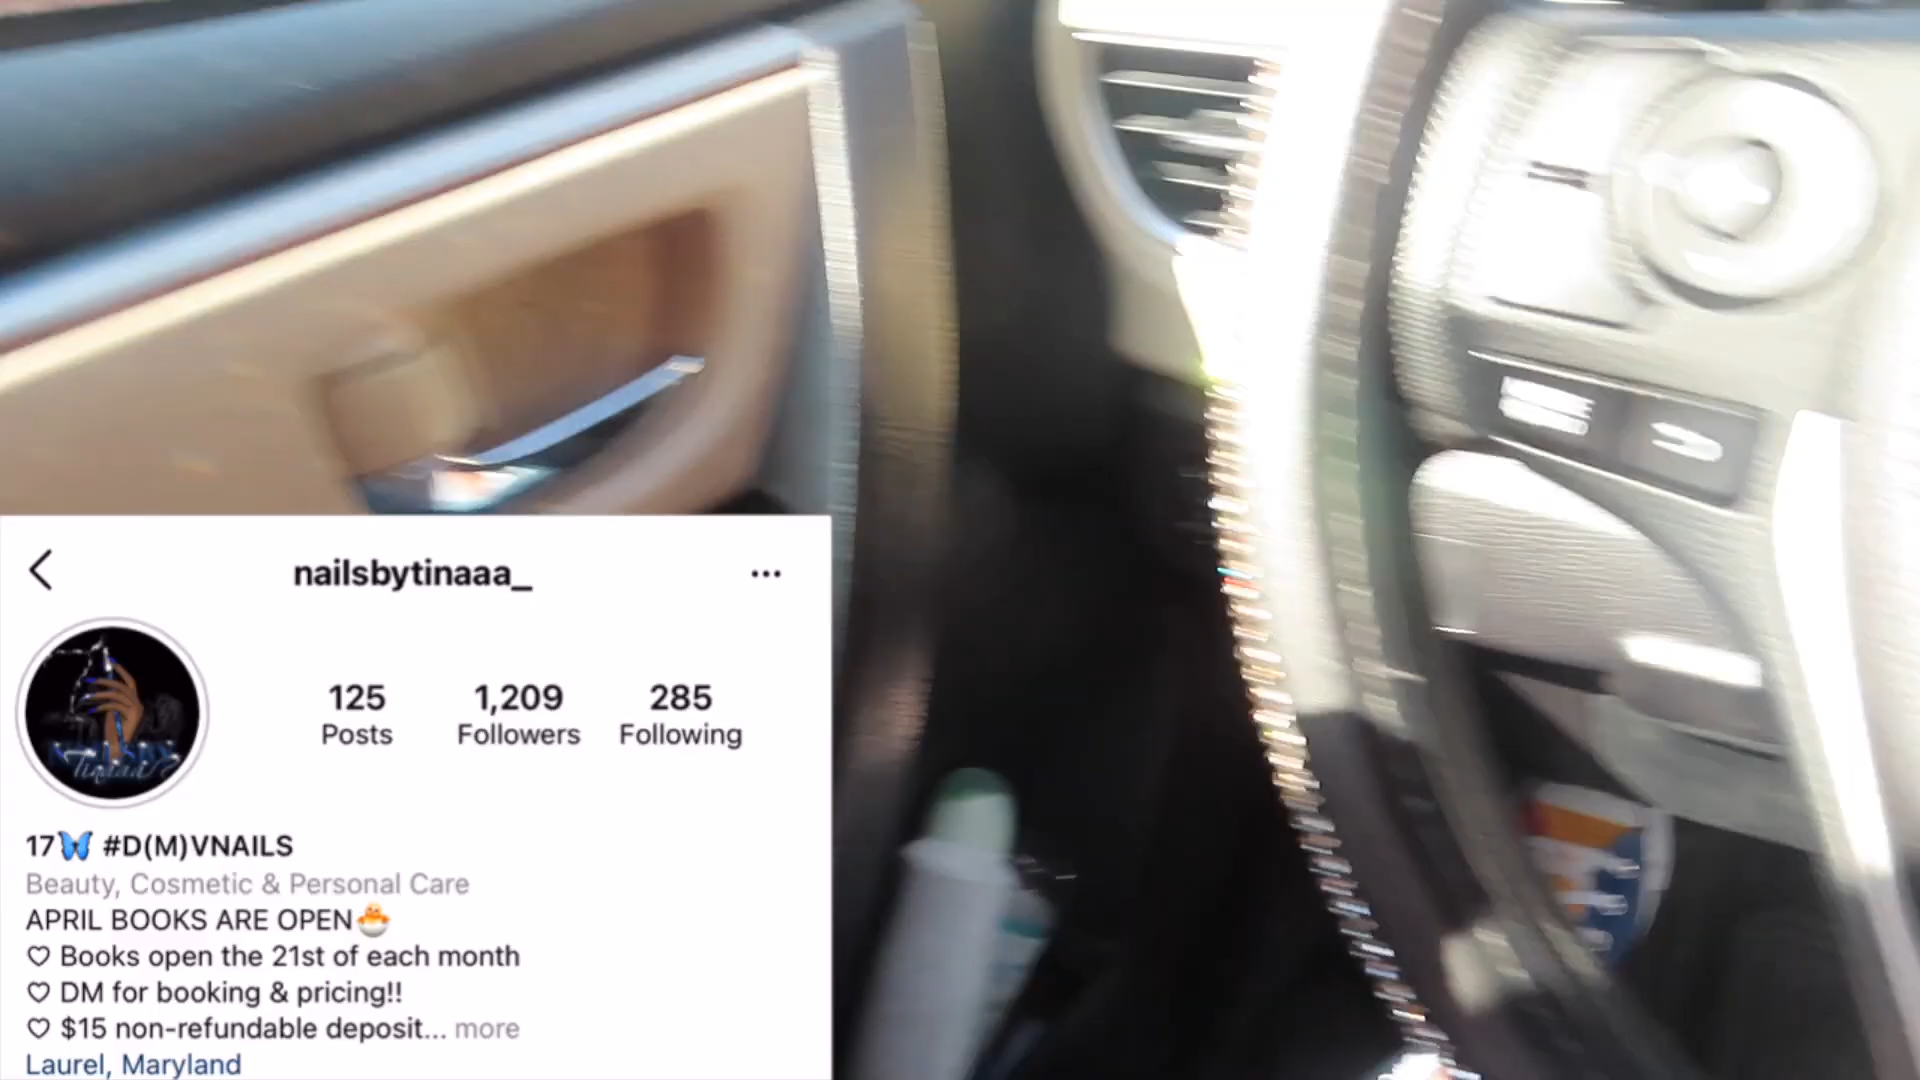 nailsbytinaaa_
125
1,209
285
Posts
Followers
Following
17🦋 #D(M)VNAILS
Beauty, Cosmetic & Personal Care
APRIL BOOKS ARE OPEN🐣
♡ Books open the 21st of each month
♡ DM for booking & pricing!!
♡ $15 non-refundable deposit... more
Laurel, Maryland